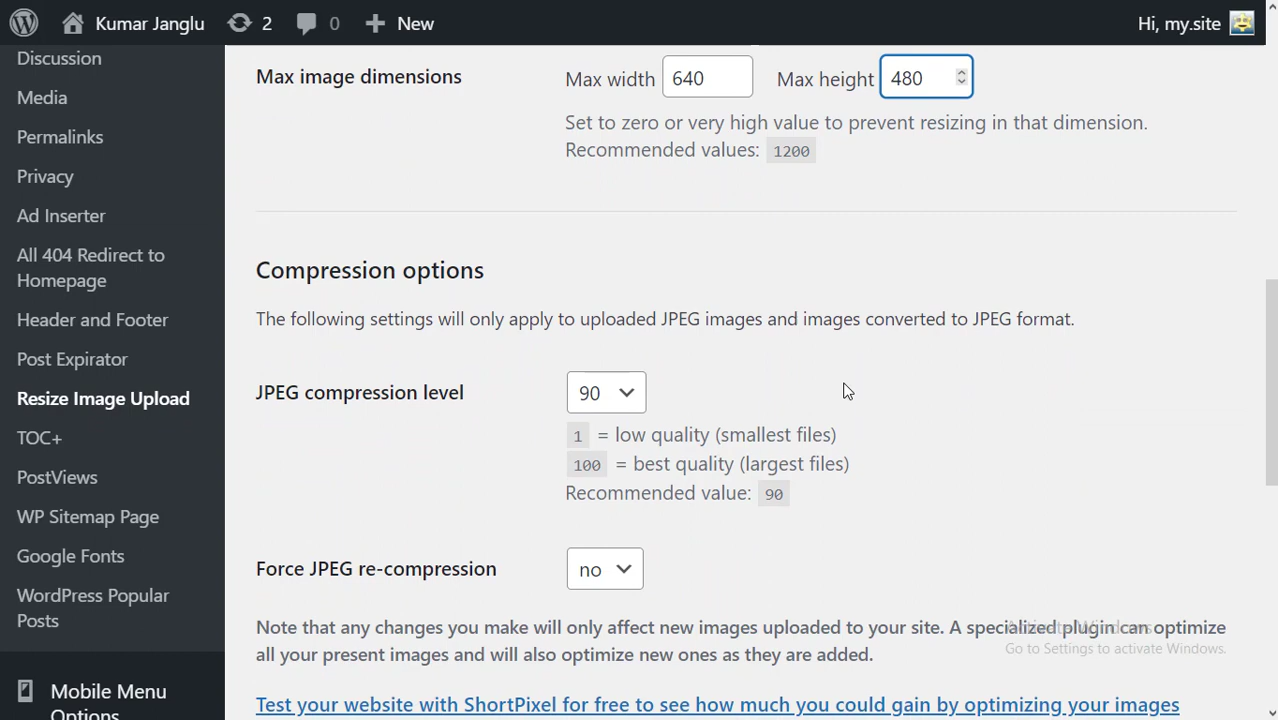 Kumar Janglu 2 0 New Hi, my.site
Discussion
Media
Permalinks
Privacy
Ad Inserter
All 404 Redirect to
Homepage
Header and Footer
Post Expirator
Resize Image Upload
TOC+
PostViews
WP Sitemap Page
Google Fonts
WordPress Popular
Posts
Mobile Menu
Options
Max image dimensions Max width 640 Max height 480
Set to zero or very high value to prevent resizing in that dimension.
Recommended values: 1200
Compression options
The following settings will only apply to uploaded JPEG images and images converted to JPEG format.
JPEG compression level 90
1 = low quality (smallest files)
100 = best quality (largest files)
Recommended value: 90
Force JPEG re-compression no
Note that any changes you make will only affect new images uploaded to your site. A specialized plugin can optimize
all your present images and will also optimize new ones as they are added.
Activate Windows
Go to Settings to activate Windows.
Test your website with ShortPixel for free to see how much you could gain by optimizing your images